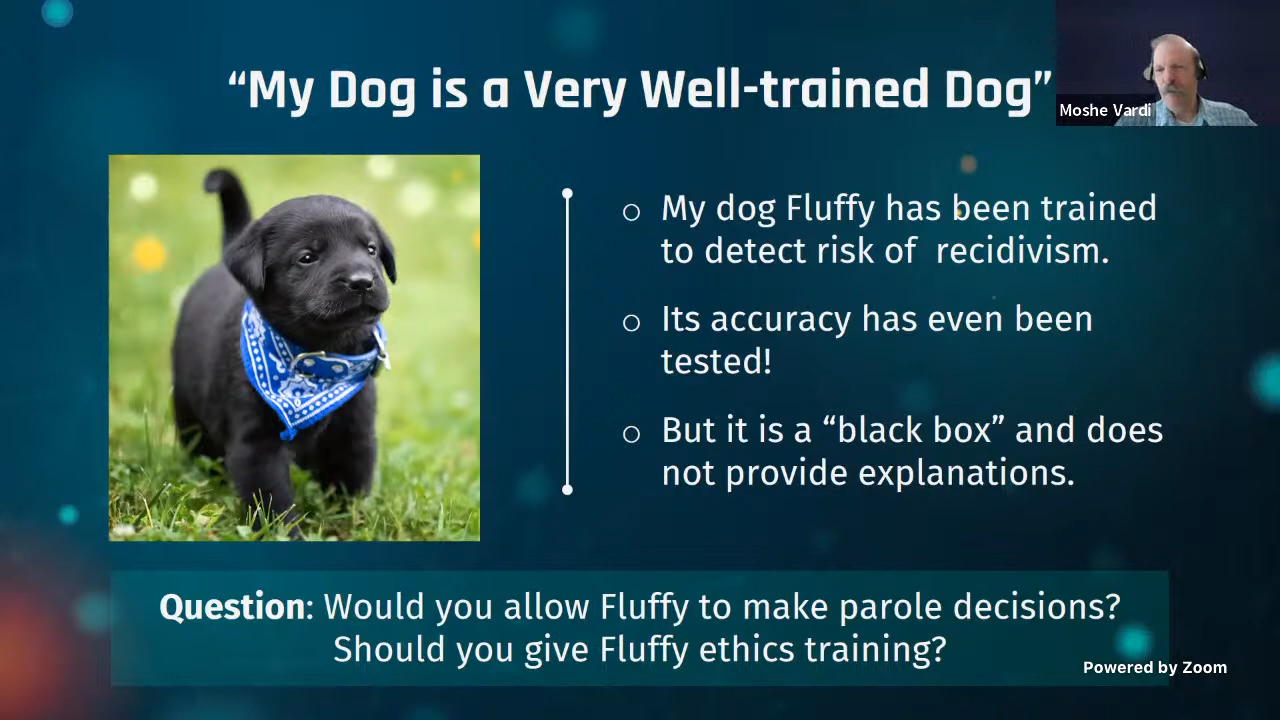 “My Dog is a Very Well-trained Dog”
Moshe Vardi
○ My dog Fluffy has been trained
to detect risk of  recidivism.
○ Its accuracy has even been
tested!
○ But it is a “black box” and does
not provide explanations.
Question: Would you allow Fluffy to make parole decisions?
Should you give Fluffy ethics training?
Powered by Zoom